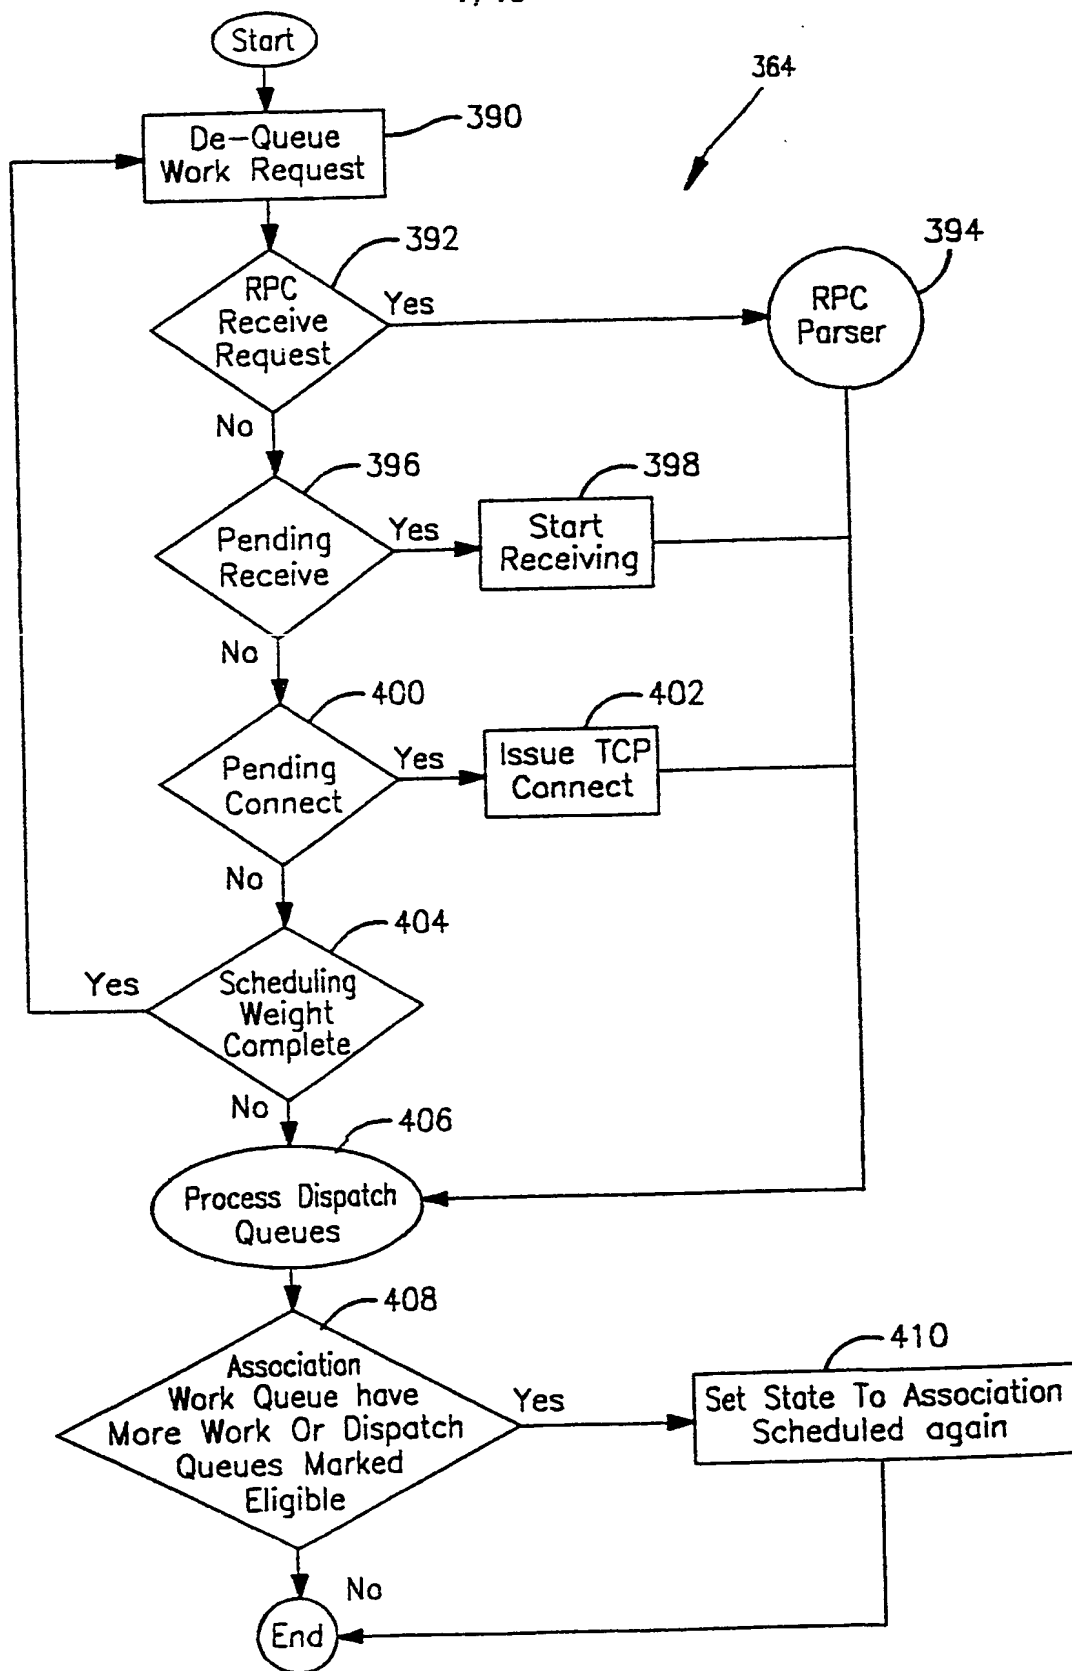 Start
364
De-Queue
Work Request
390
392
RPC
Receive
Request
Yes
394
RPC
Parser
No
396
398
Pending
Receive
Yes
Start
Receiving
No
400
402
Pending
Connect
Yes
Issue TCP
Connect
No
404
Scheduling
Weight
Complete
Yes
No
406
Process Dispatch
Queues
408
Association
Work Queue have
More Work Or Dispatch
Queues Marked
Eligible
Yes
410
Set State To Association
Scheduled again
No
End